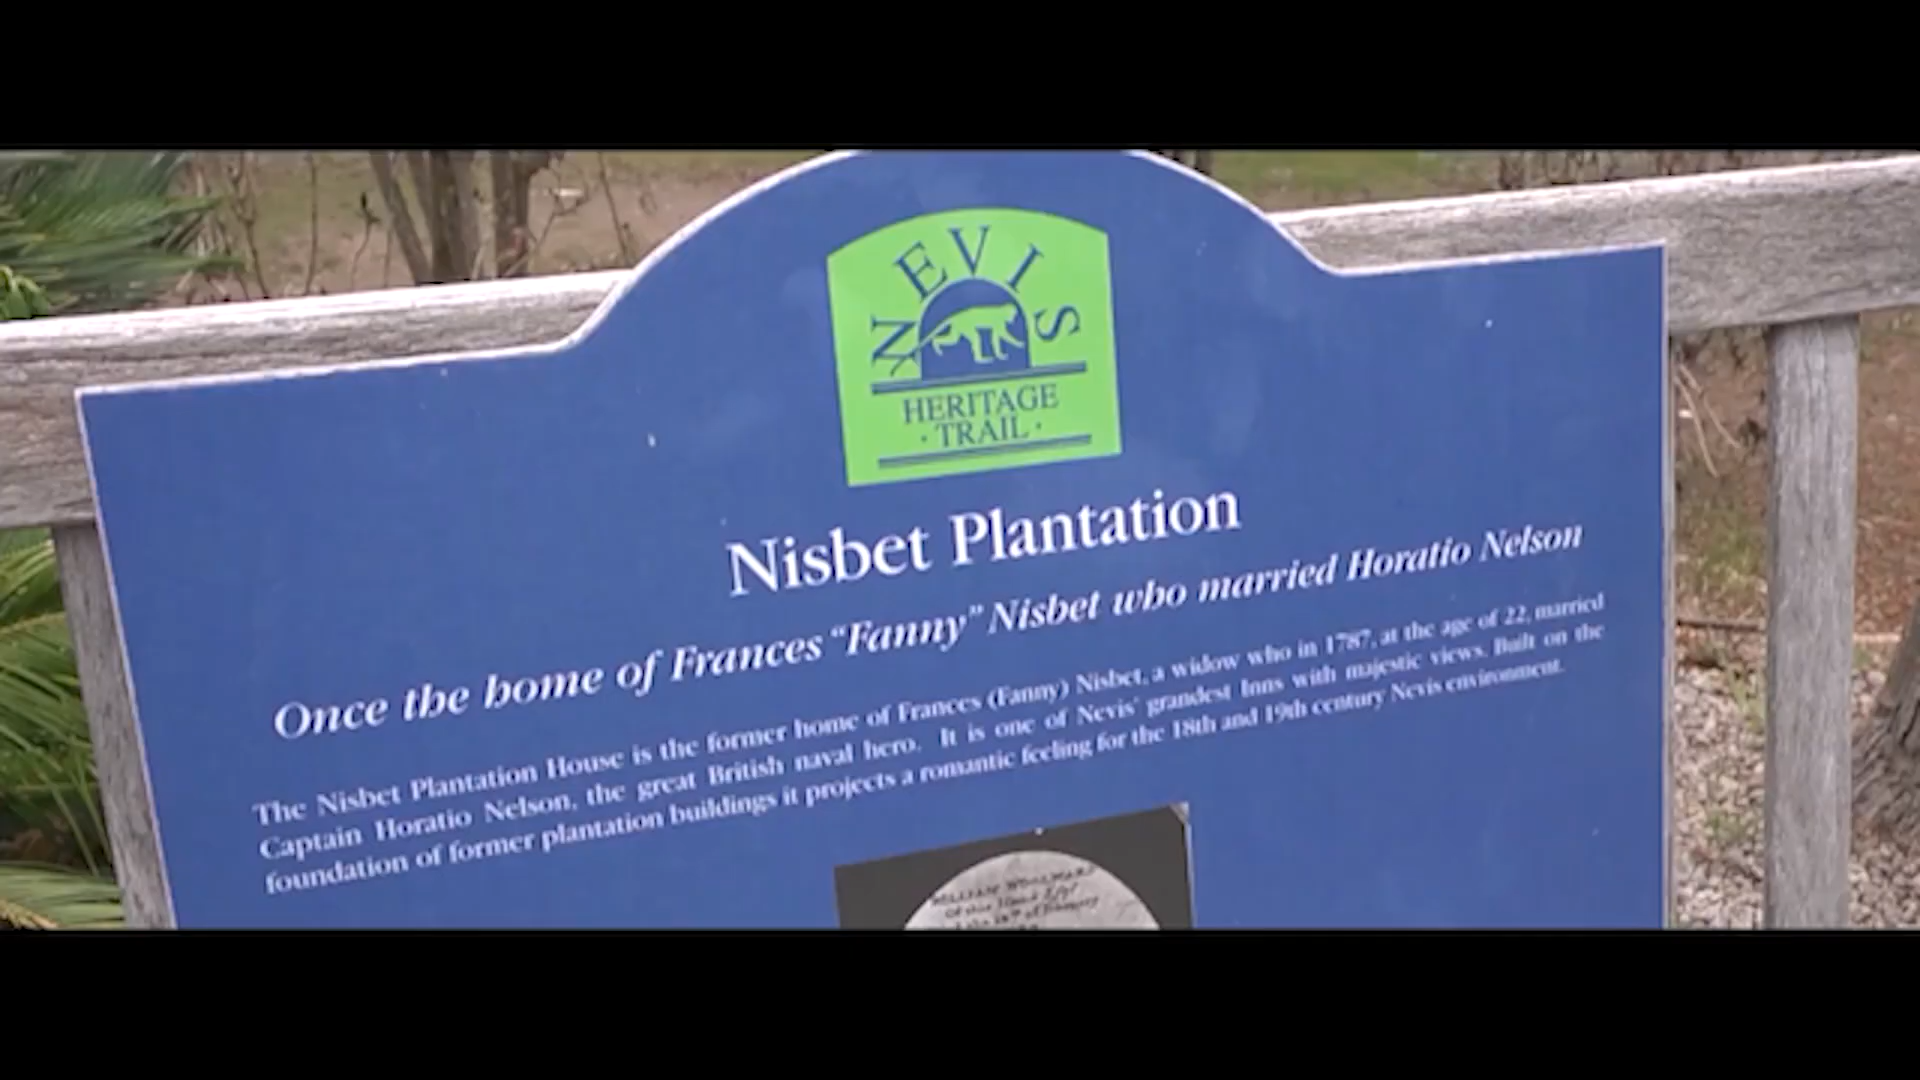 NEVIS
HERITAGE
· TRAIL ·
Nisbet Plantation
Once the home of Frances “Fanny” Nisbet who married Horatio Nelson
The Nisbet Plantation House is the former home of Frances (Fanny) Nisbet, a widow who in 1787, at the age of 22, married
Captain Horatio Nelson, the great British naval hero. It is one of Nevis' grandest Inns with majestic views. Built on the
foundation of former plantation buildings it projects a romantic feeling for the 18th and 19th century Nevis environment.
WILLIAM
of this